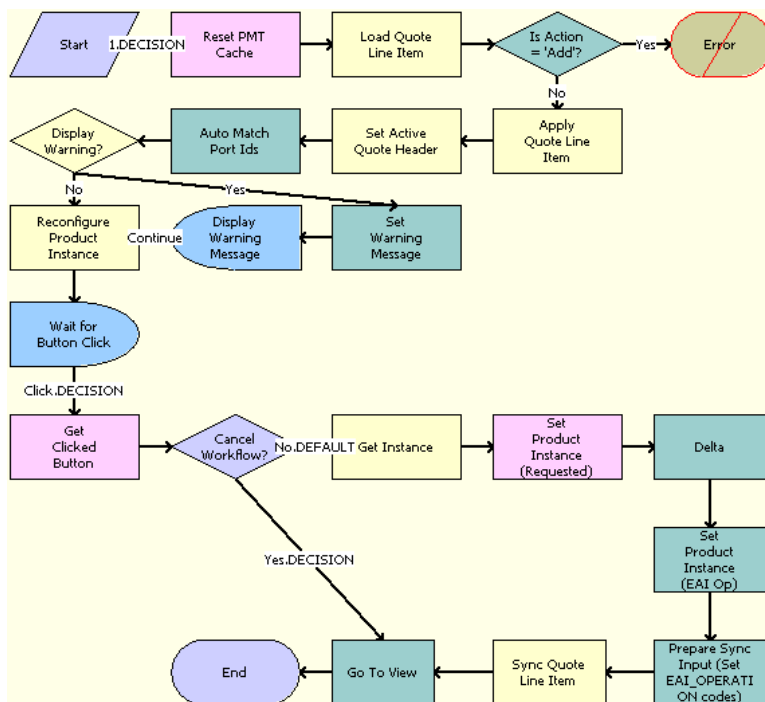 Start
1.DECISION
Reset PMT
Cache
Load Quote
Line Item
Is Action
= 'Add'?
Yes
Error
No
Display
Warning?
Auto Match
Port Ids
Set Active
Quote Header
Apply
Quote Line
Item
No
Yes
Reconfigure
Product
Instance
Continue
Display
Warning
Message
Set
Warning
Message
Wait for
Button Click
Click.DECISION
Get
Clicked
Button
Cancel
Workflow?
No.DEFAULT
Get Instance
Set
Product
Instance
(Requested)
Delta
Yes.DECISION
Set
Product
Instance
(EAI Op)
End
Go To View
Sync Quote
Line Item
Prepare Sync
Input (Set
EAI_OPERATI
ON codes)